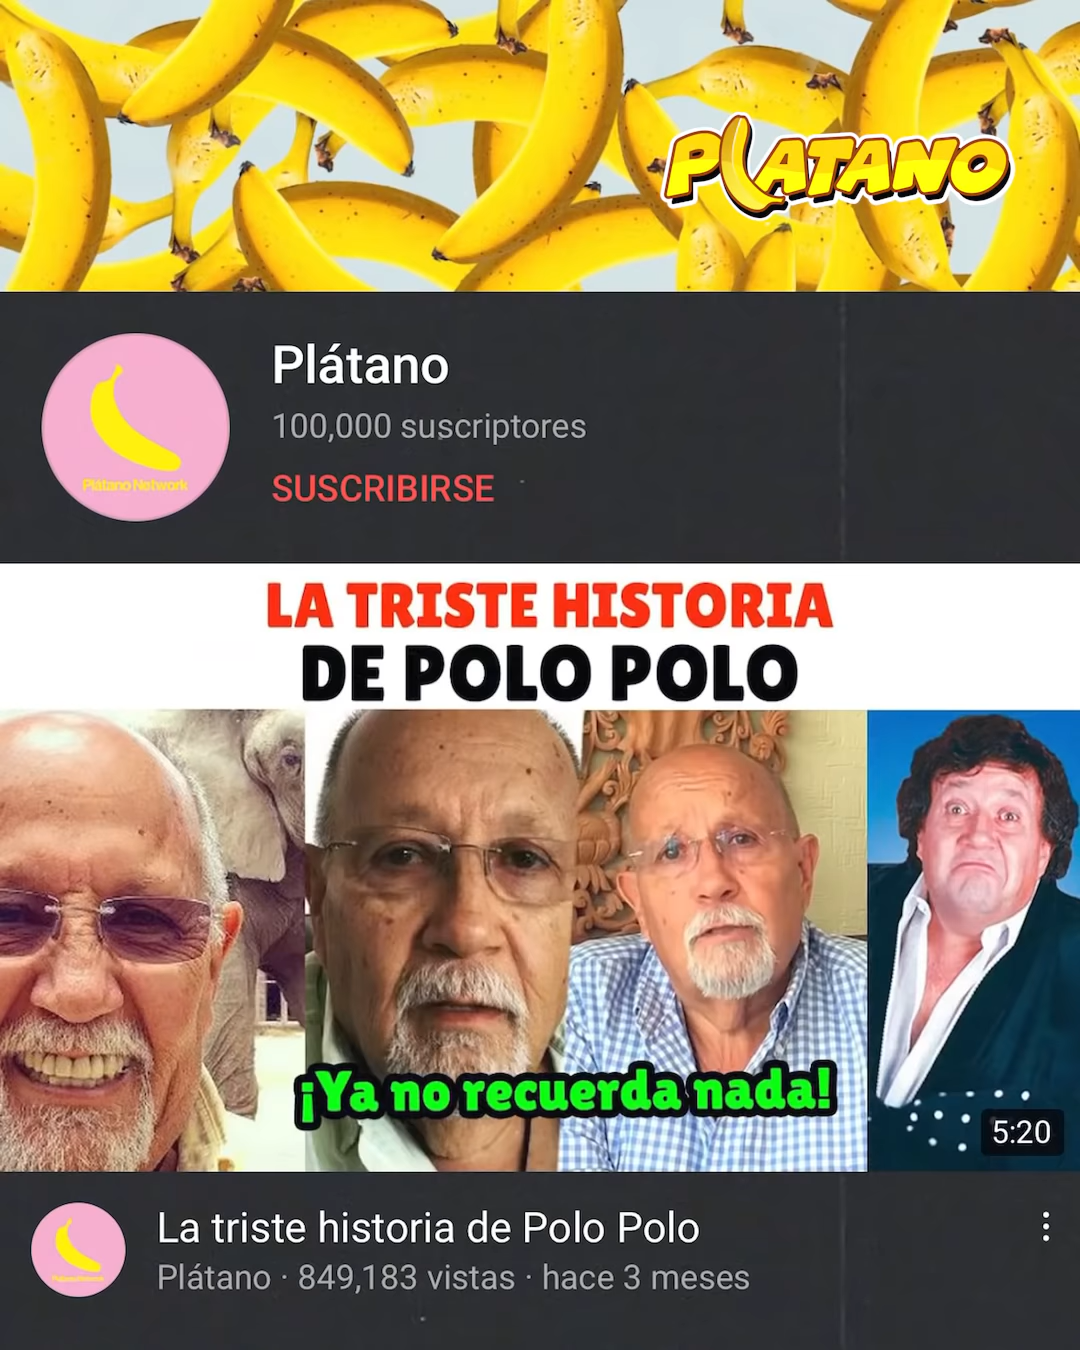 PLATANO
Plátano
100,000 suscriptores
Plátano Network
SUSCRIBIRSE
LA TRISTE HISTORIA
DE POLO POLO
¡Ya no recuerda nada!
5:20
La triste historia de Polo Polo
Plátano · 849,183 vistas · hace 3 meses